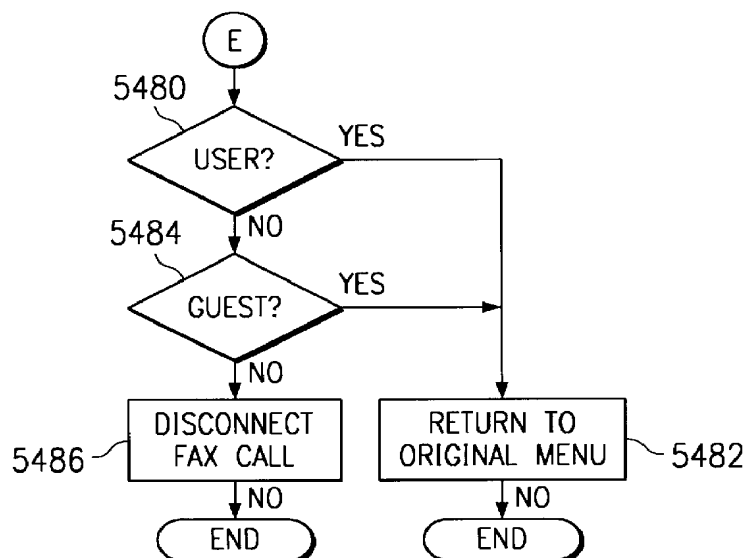 E
5480
USER?
YES
NO
5484
GUEST?
YES
NO
DISCONNECT
FAX CALL
5486
RETURN TO
ORIGINAL MENU
5482
NO
NO
END
END